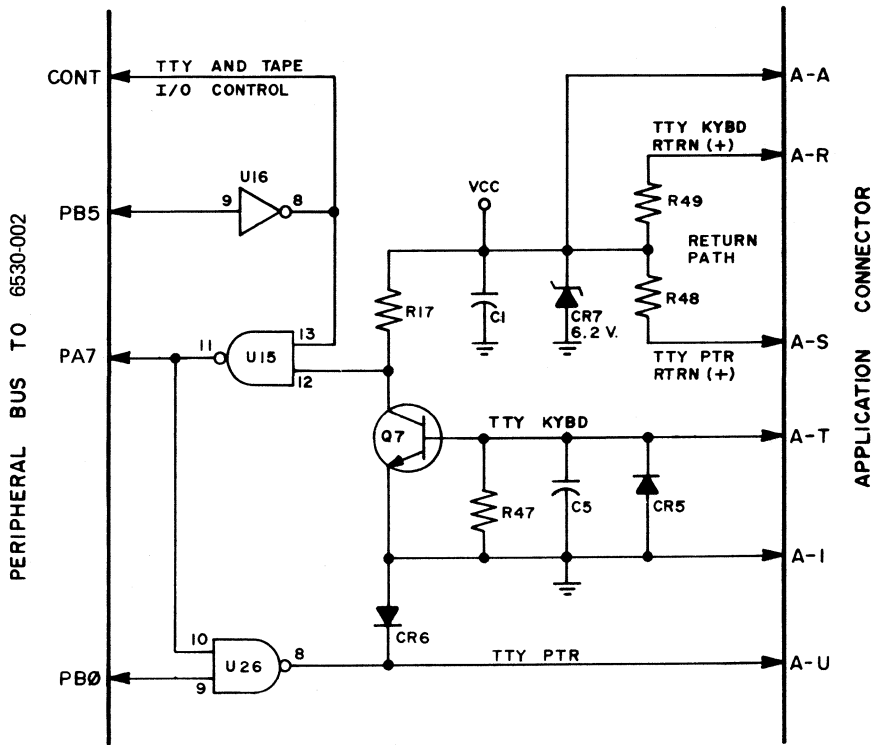 PERIPHERAL BUS TO 6530-002
CONT
TTY AND TAPE
I/O CONTROL
PB5
9
U16
8
PA7
11
U15
13
12
R17
VCC
C1
CR7
6.2 V.
R49
R48
RETURN
PATH
TTY KYBD
RTRN (+)
TTY PTR
RTRN (+)
A-A
A-R
A-S
Q7
TTY KYBD
R47
C5
CR5
A-T
A-I
CR6
10
U26
8
9
PBØ
TTY PTR
A-U
APPLICATION CONNECTOR